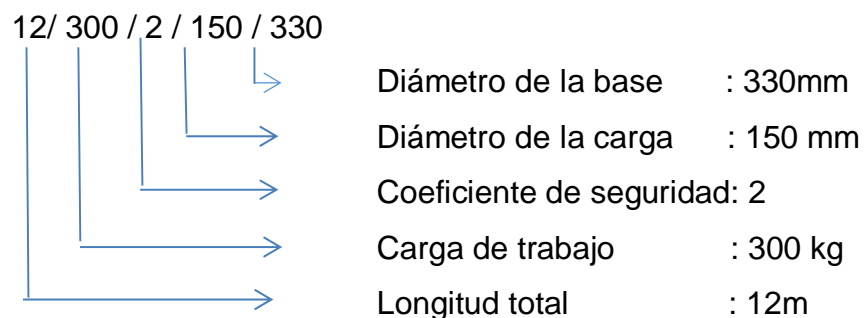 12/ 300 / 2 / 150 / 330
Diámetro de la base : 330mm
Diámetro de la carga : 150 mm
Coeficiente de seguridad: 2
Carga de trabajo : 300 kg
Longitud total : 12m